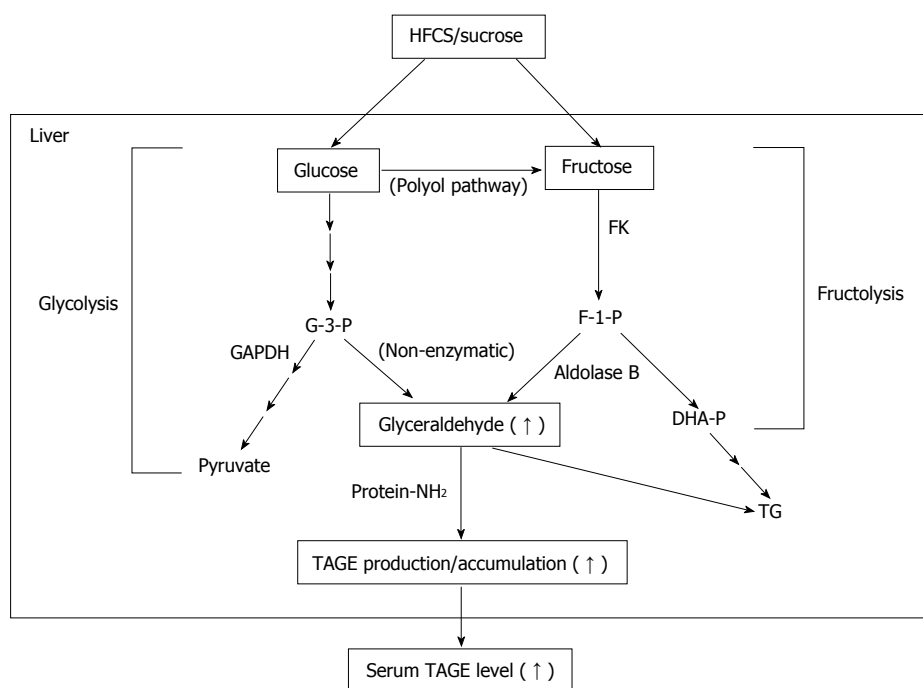 HFCS/sucrose
Liver
Glucose
(Polyol pathway)
Fructose
FK
Glycolysis
Fructolysis
G-3-P
F-1-P
GAPDH
(Non-enzymatic)
Aldolase B
Glyceraldehyde (↑)
DHA-P
Pyruvate
Protein-NH₂
TG
TAGE production/accumulation (↑)
Serum TAGE level (↑)